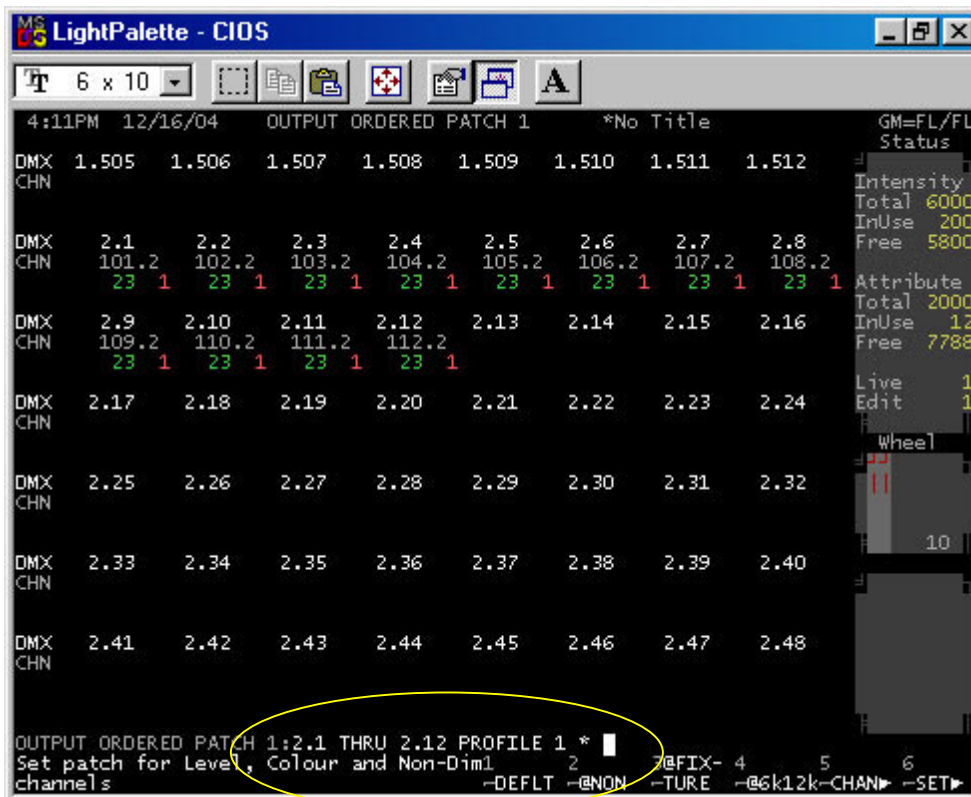 LightPalette - CIOS
6 x 10
A
4:11PM 12/16/04 OUTPUT ORDERED PATCH 1 *No Title GM=FL/FL
Status
DMX 1.505 1.506 1.507 1.508 1.509 1.510 1.511 1.512
CHN
Intensity
Total 6000
InUse 200
Free 5800
DMX 2.1 2.2 2.3 2.4 2.5 2.6 2.7 2.8
CHN 101.2 102.2 103.2 104.2 105.2 106.2 107.2 108.2
23 1 23 1 23 1 23 1 23 1 23 1 23 1 23 1
Attribute
Total 2000
InUse 12
Free 7788
DMX 2.9 2.10 2.11 2.12 2.13 2.14 2.15 2.16
CHN 109.2 110.2 111.2 112.2
23 1 23 1 23 1 23 1
Live 1
Edit 1
DMX 2.17 2.18 2.19 2.20 2.21 2.22 2.23 2.24
CHN
Wheel
DMX 2.25 2.26 2.27 2.28 2.29 2.30 2.31 2.32
CHN
10
DMX 2.33 2.34 2.35 2.36 2.37 2.38 2.39 2.40
CHN
DMX 2.41 2.42 2.43 2.44 2.45 2.46 2.47 2.48
CHN
OUTPUT ORDERED PATCH 1:2.1 THRU 2.12 PROFILE 1 *
Set patch for Level, Colour and Non-Dim1 2 3@FIX- 4 5 6
channels —DEFLT —@NON —TURE —@6k12k—CHAN► —SET►